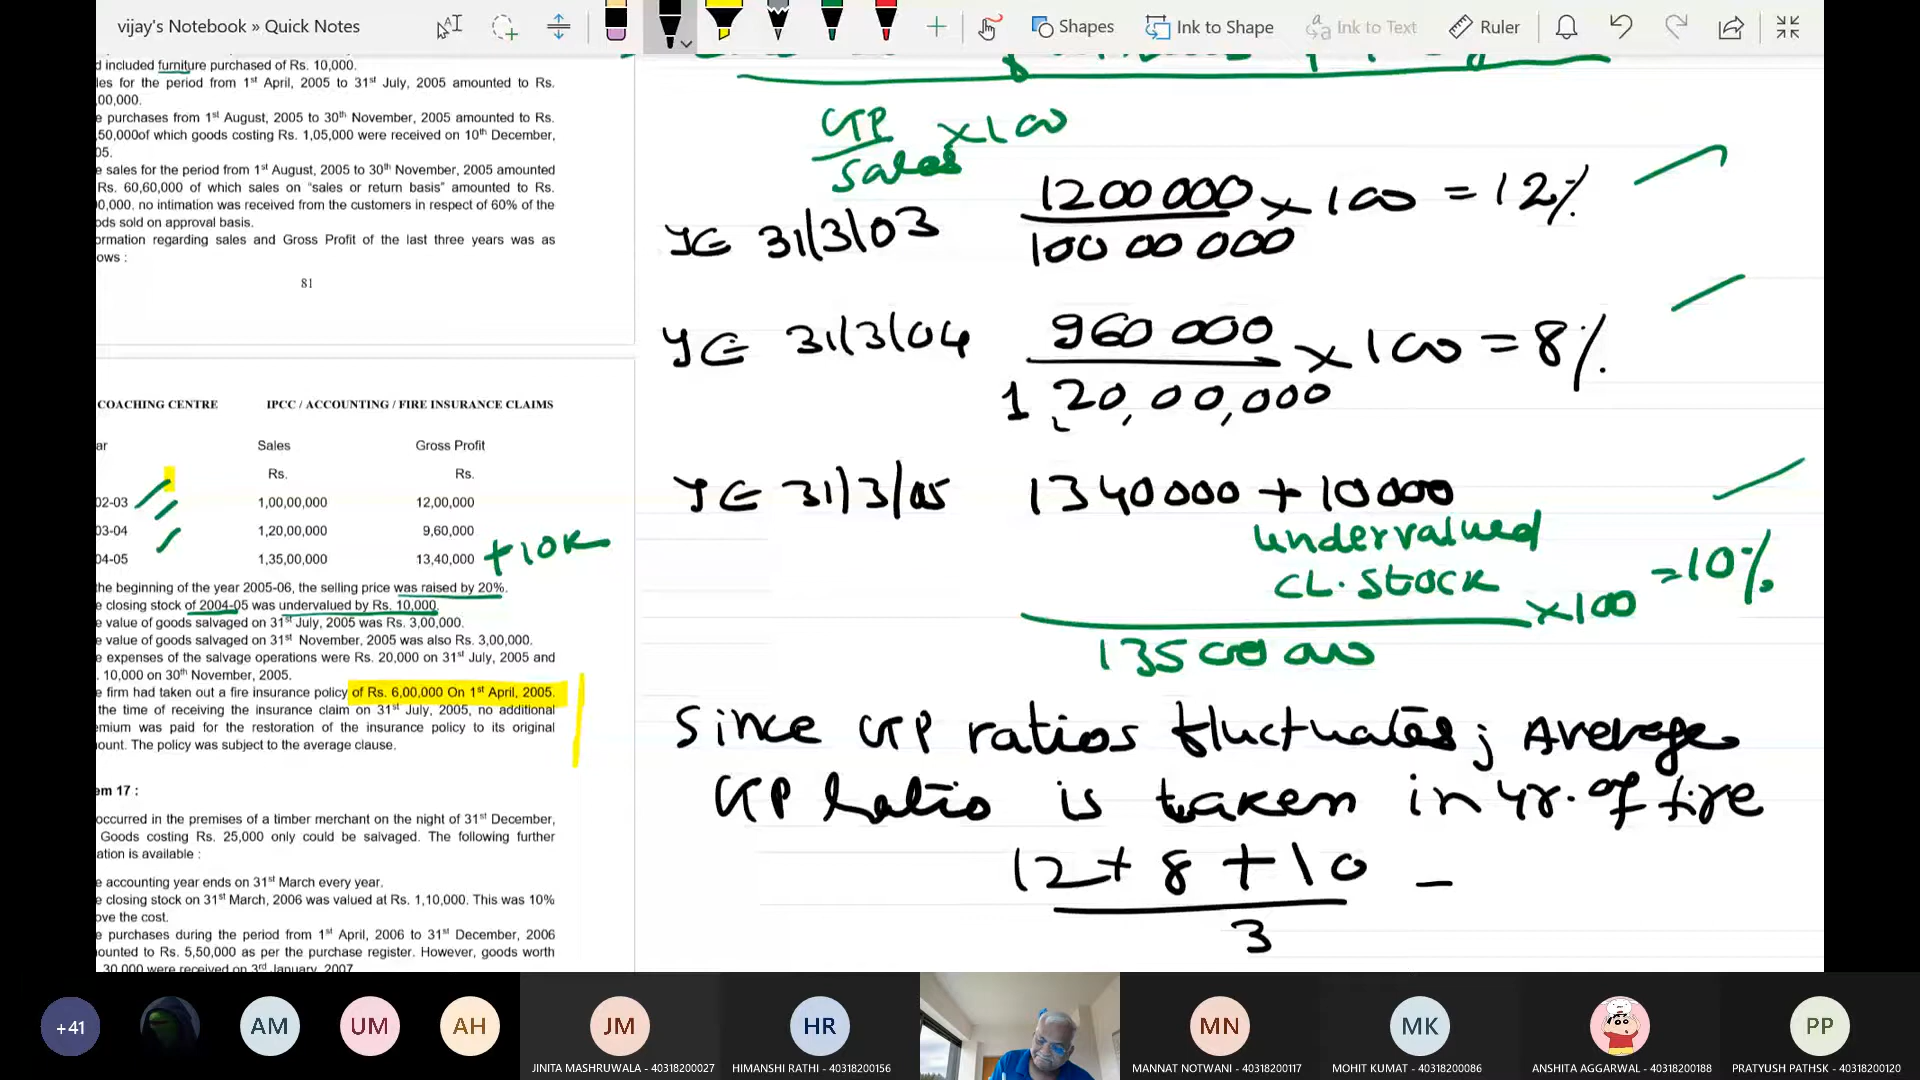 vijay's Notebook » Quick Notes
Shapes
Ink to Shape
Ink to Text
Ruler
d included furniture purchased of Rs. 10,000.
les for the period from 1st April, 2005 to 31st July, 2005 amounted to Rs.
00,000.
e purchases from 1st August, 2005 to 30th November, 2005 amounted to Rs.
50,000of which goods costing Rs. 1,05,000 were received on 10th December,
05.
e sales for the period from 1st August, 2005 to 30th November, 2005 amounted
Rs. 60,60,000 of which sales on "sales or return basis" amounted to Rs.
0,000, no intimation was received from the customers in respect of 60% of the
ods sold on approval basis.
ormation regarding sales and Gross Profit of the last three years was as
ows :
81
COACHING CENTRE IPCC / ACCOUNTING / FIRE INSURANCE CLAIMS
ar Sales Gross Profit
Rs. Rs.
02-03 1,00,00,000 12,00,000
03-04 1,20,00,000 9,60,000
04-05 1,35,00,000 13,40,000 +10K
the beginning of the year 2005-06, the selling price was raised by 20%.
e closing stock of 2004-05 was undervalued by Rs. 10,000.
e value of goods salvaged on 31st July, 2005 was Rs. 3,00,000.
e value of goods salvaged on 31st November, 2005 was also Rs. 3,00,000.
e expenses of the salvage operations were Rs. 20,000 on 31st July, 2005 and
. 10,000 on 30th November, 2005.
e firm had taken out a fire insurance policy of Rs. 6,00,000 On 1st April, 2005.
the time of receiving the insurance claim on 31st July, 2005, no additional
emium was paid for the restoration of the insurance policy to its original
ount. The policy was subject to the average clause.
em 17 :
occurred in the premises of a timber merchant on the night of 31st December,
Goods costing Rs. 25,000 only could be salvaged. The following further
ation is available :
e accounting year ends on 31st March every year.
e closing stock on 31st March, 2006 was valued at Rs. 1,10,000. This was 10%
ove the cost.
e purchases during the period from 1st April, 2006 to 31st December, 2006
ounted to Rs. 5,50,000 as per the purchase register. However, goods worth
30,000 were received on 3rd January, 2007
GP
x100
Sales
YE 31/3/03 1200 000 x 100 = 12%
100 00 000
YE 31/3/04 960 000 x 100 = 8%
1,20,00,000
YE 31/3/05 1340000 + 10000
undervalued
CL. Stock
x100 =10%
13500 000
Since GP ratios fluctuates; Average
GP Ratio is taken in yr. of fire
12 + 8 + 10 =
3
+41
AM
UM
AH
JM
HR
MN
MK
PP
JINITA MASHRUWALA - 40318200027
HIMANSHI RATHI - 40318200156
MANNAT NOTWANI - 40318200117
MOHIT KUMAT - 40318200086
ANSHITA AGGARWAL - 40318200188
PRATYUSH PATHSK - 40318200120